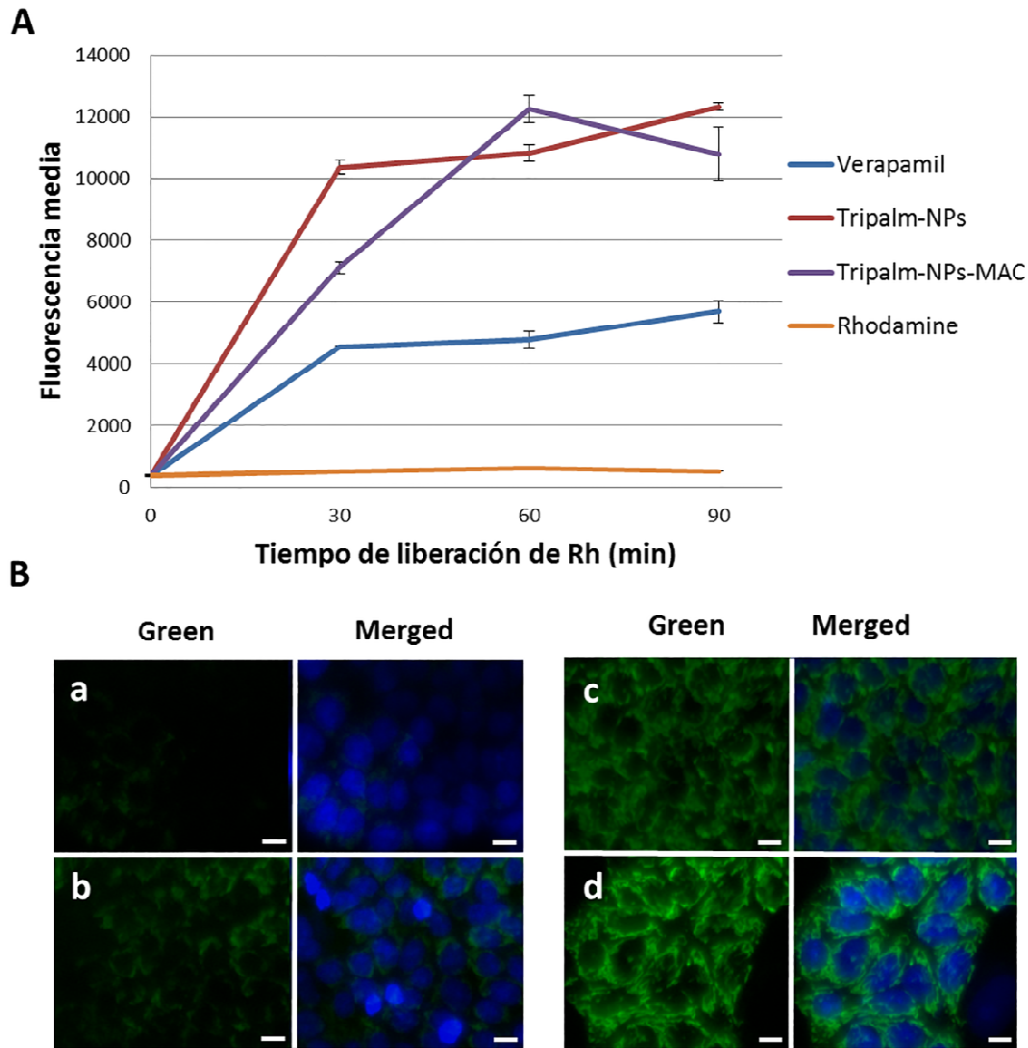 A
14000
12000
10000
8000
6000
4000
2000
0
Fluorescencia media
0 30 60 90
Tiempo de liberación de Rh (min)
Verapamil
Tripalm-NPs
Tripalm-NPs-MAC
Rhodamine
B
Green Merged Green Merged
a
c
b
d